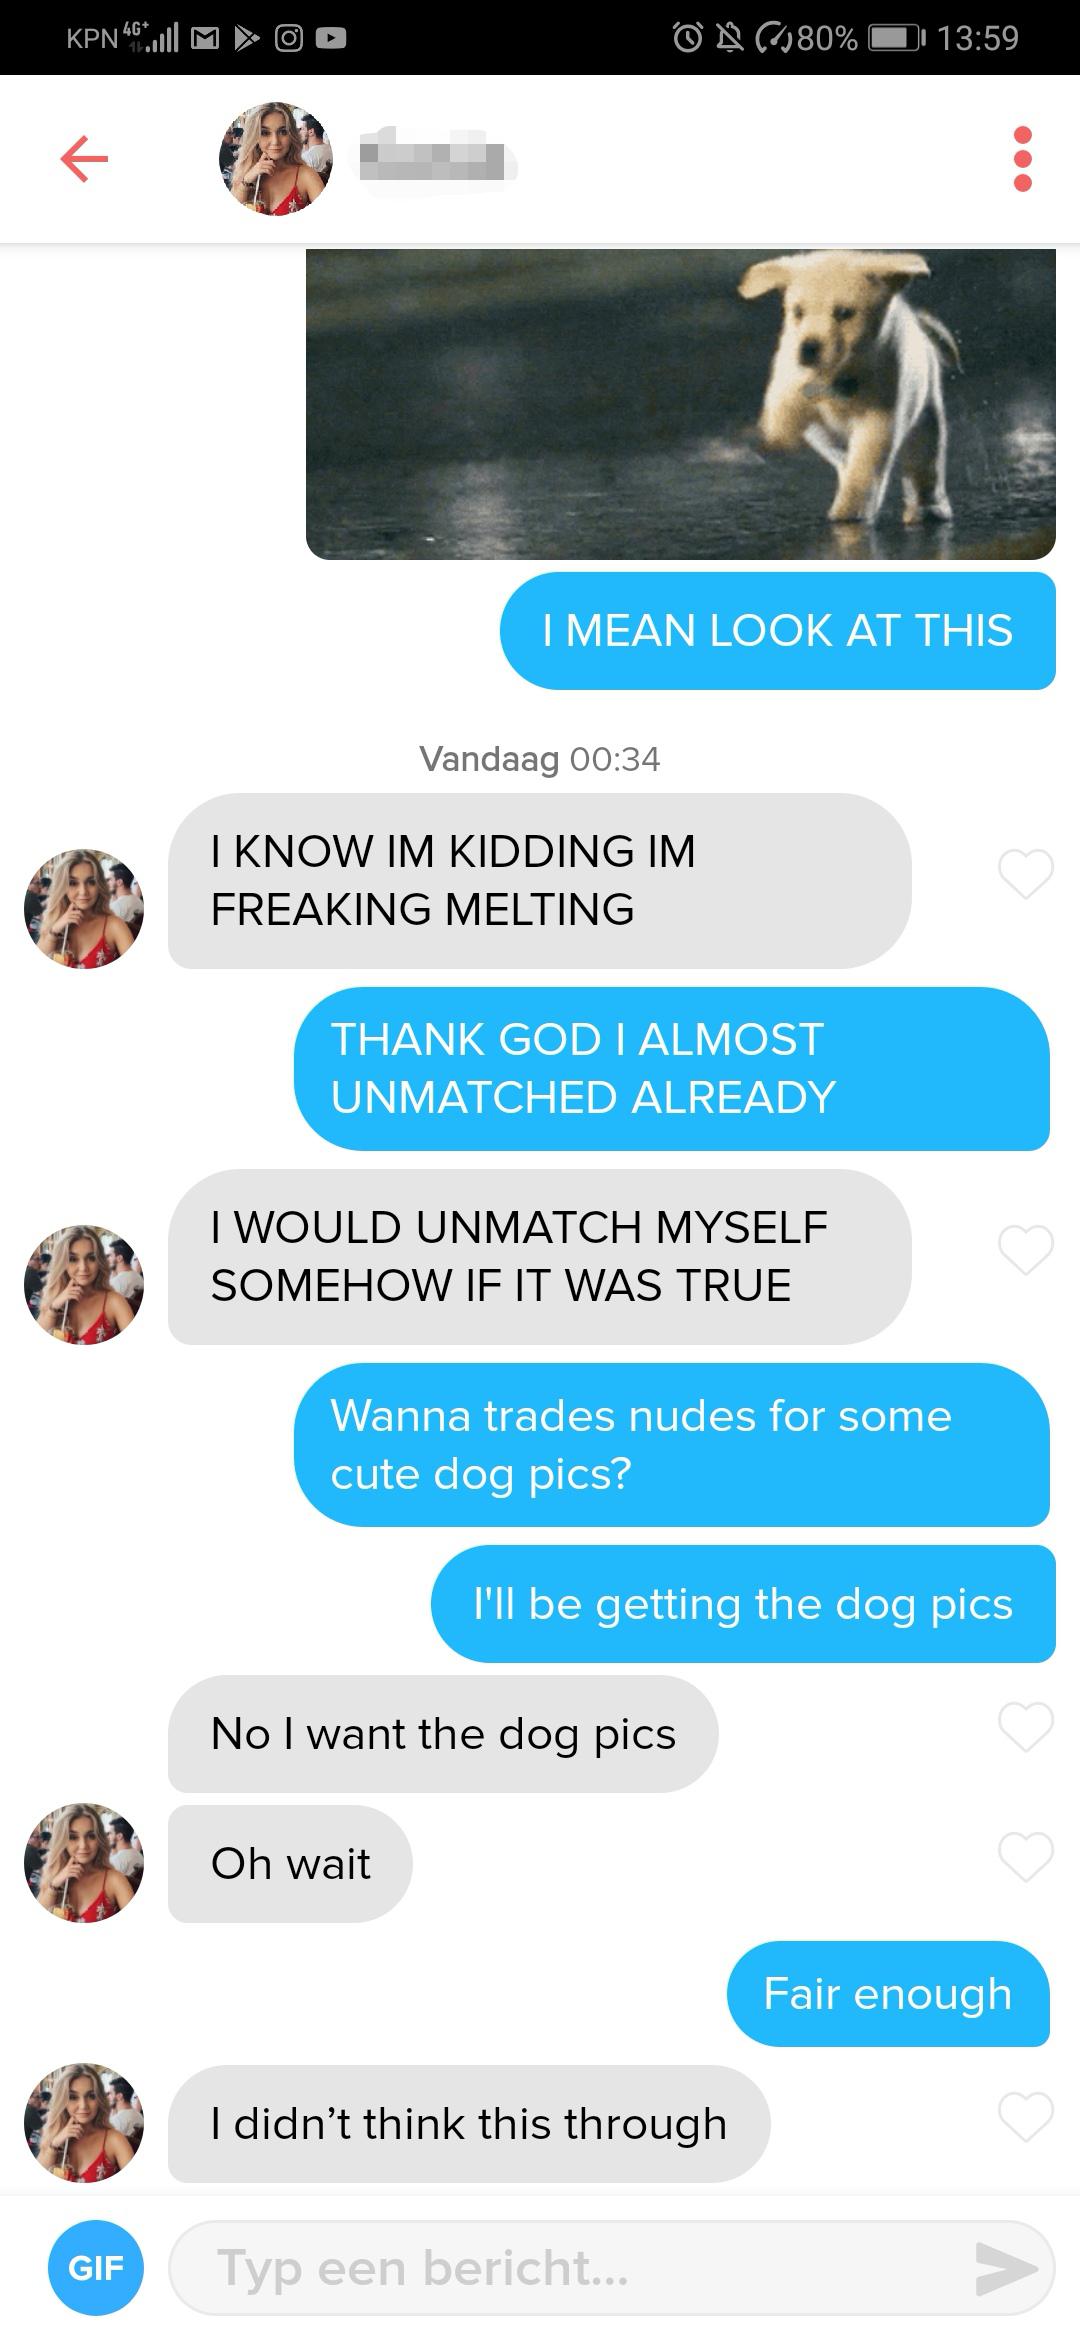 KPN 4G+ 80% 13:59
I MEAN LOOK AT THIS
Vandaag 00:34
I KNOW IM KIDDING IM
FREAKING MELTING
THANK GOD I ALMOST
UNMATCHED ALREADY
I WOULD UNMATCH MYSELF
SOMEHOW IF IT WAS TRUE
Wanna trades nudes for some
cute dog pics?
I'll be getting the dog pics
No I want the dog pics
Oh wait
Fair enough
I didn’t think this through
GIF Typ een bericht...